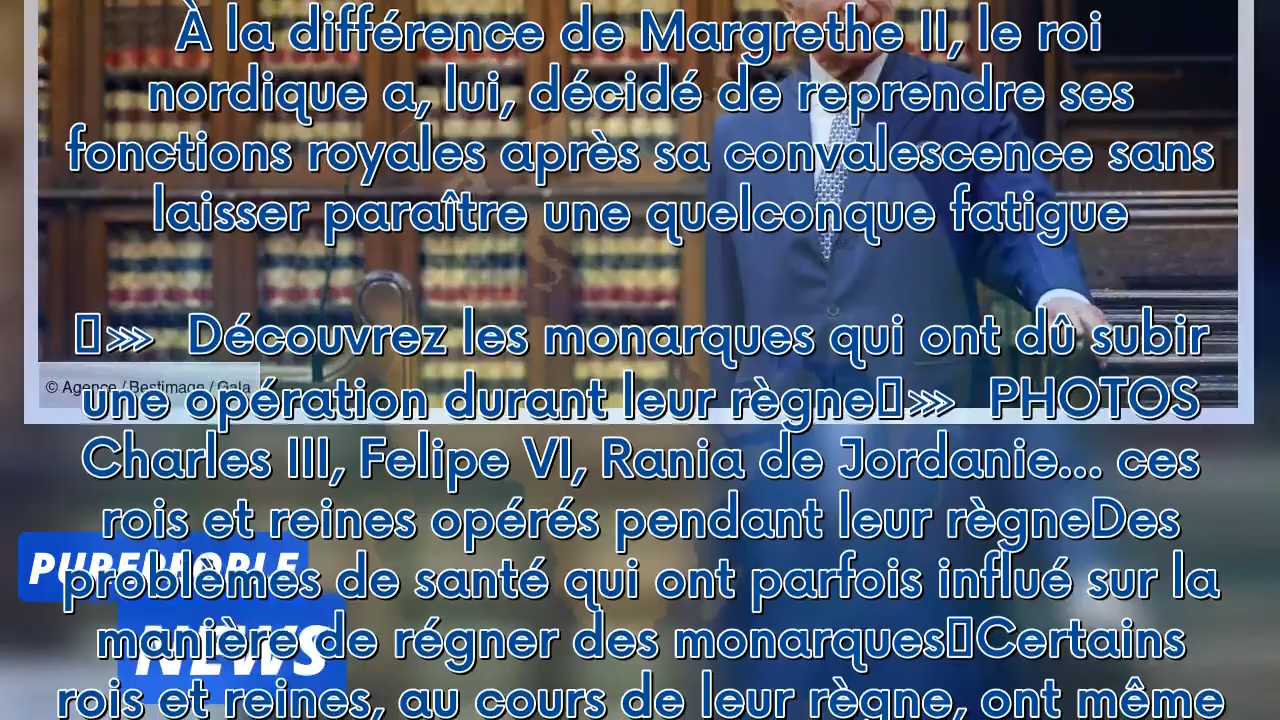 À la différence de Margrethe II, le roi
nordique a, lui, décidé de reprendre ses
fonctions royales après sa convalescence sans
laisser paraître une quelconque fatigue
»» Découvrez les monarques qui ont dû subir
© Agence / Bestimage / Gala
une opération durant leur règne »» PHOTOS
Charles III, Felipe VI, Rania de Jordanie... ces
rois et reines opérés pendant leur règneDes
problèmes de santé qui ont parfois influé sur la
manière de régner des monarques Certains
NEWS
rois et reines, au cours de leur règne, ont même